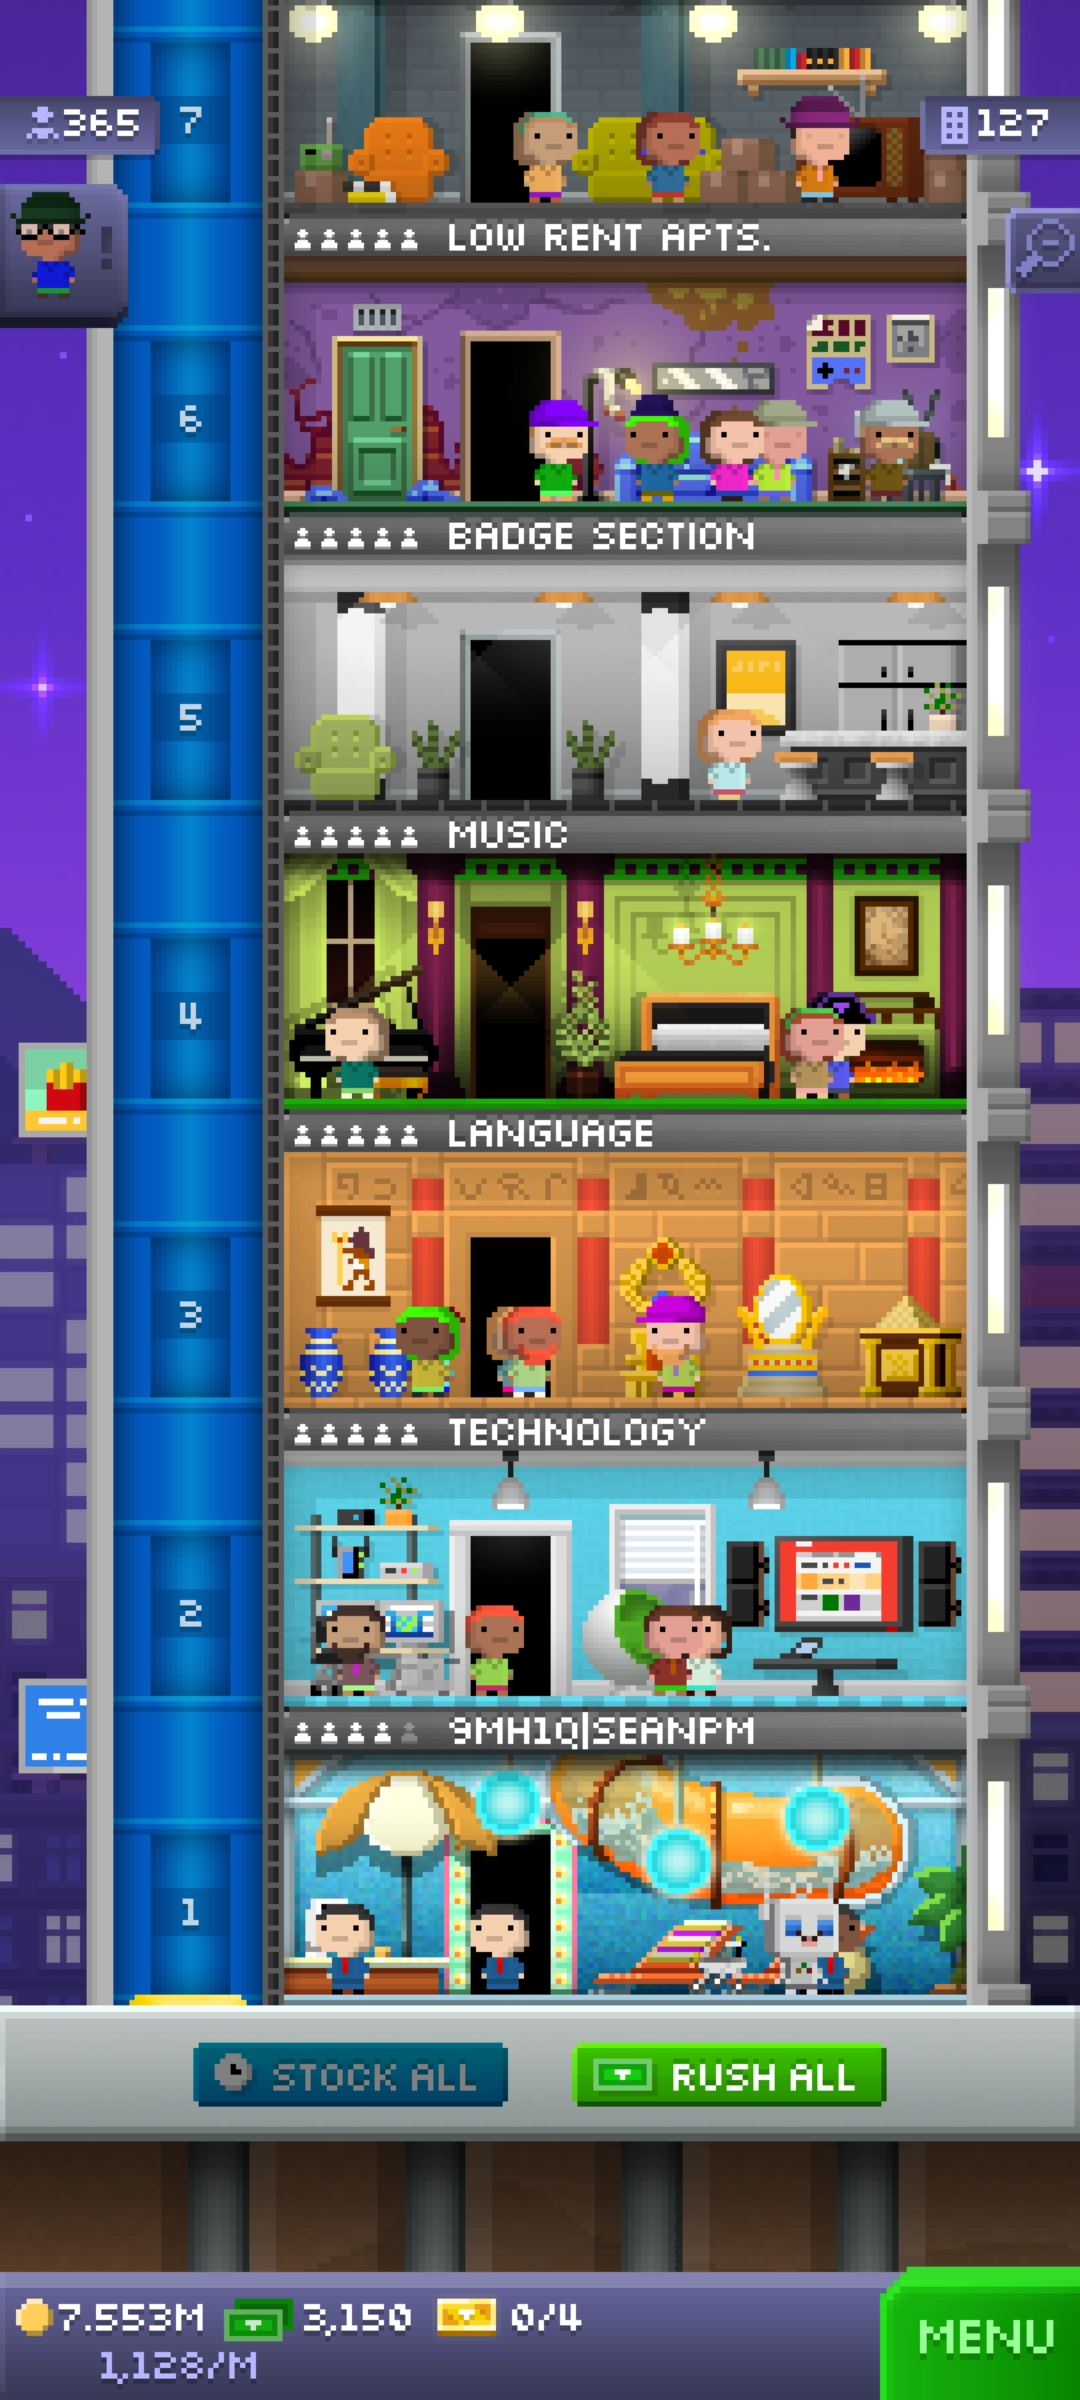 365
7
127
LOW RENT APTS.
6
BADGE SECTION
5
MUSIC
4
LANGUAGE
3
TECHNOLOGY
2
9MH1Q|SEANPM
1
STOCK ALL
RUSH ALL
7.553M
3,150
0/4
1,128/M
MENU